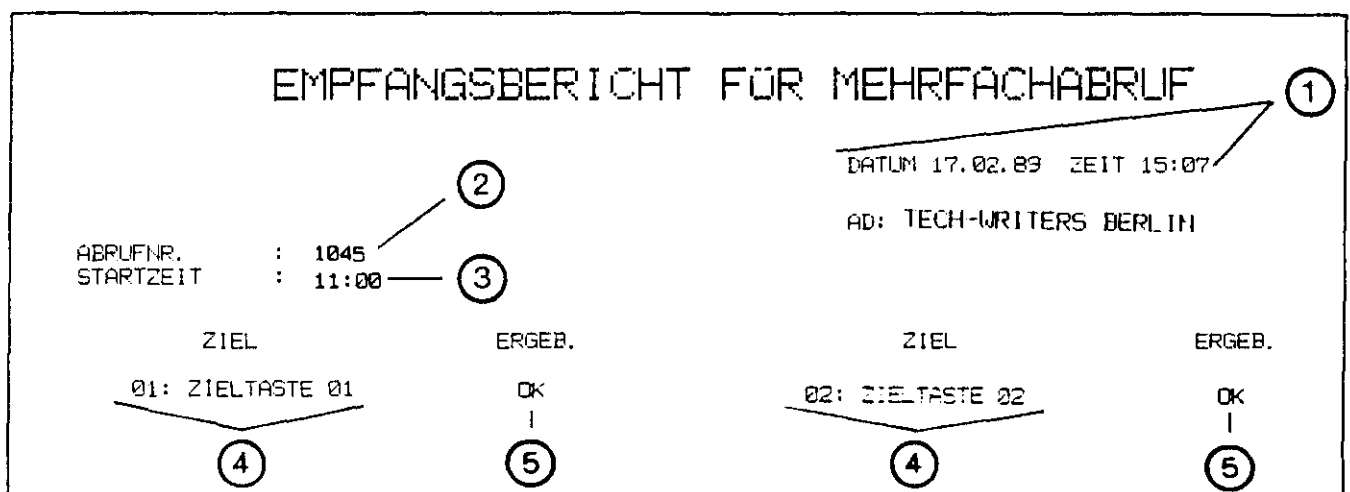 EMPFANGSBERICHT FÜR MEHRFACHABRUF
1
DATUM 17.02.89 ZEIT 15:07
2
AD: TECH-WRITERS BERLIN
ABRUFNR. : 1045
STARTZEIT : 11:00
3
ZIEL ERGEB. ZIEL ERGEB.
01: ZIELTASTE 01 OK 02: ZIELTASTE 02 OK
4 5 4 5